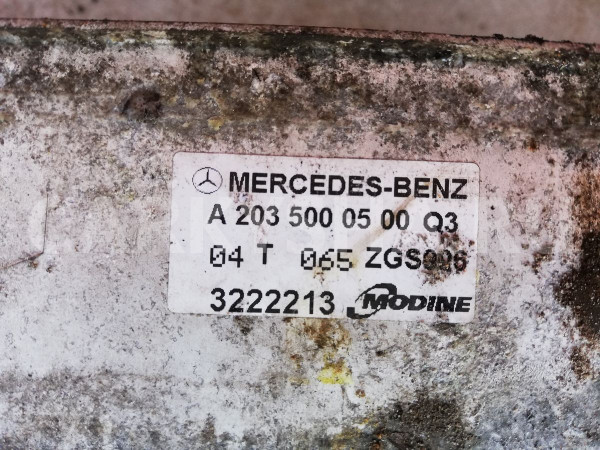 MERCEDES-BENZ
A 203 500 05 00 Q3
04 T 065 ZGS006
3222213 MODINE